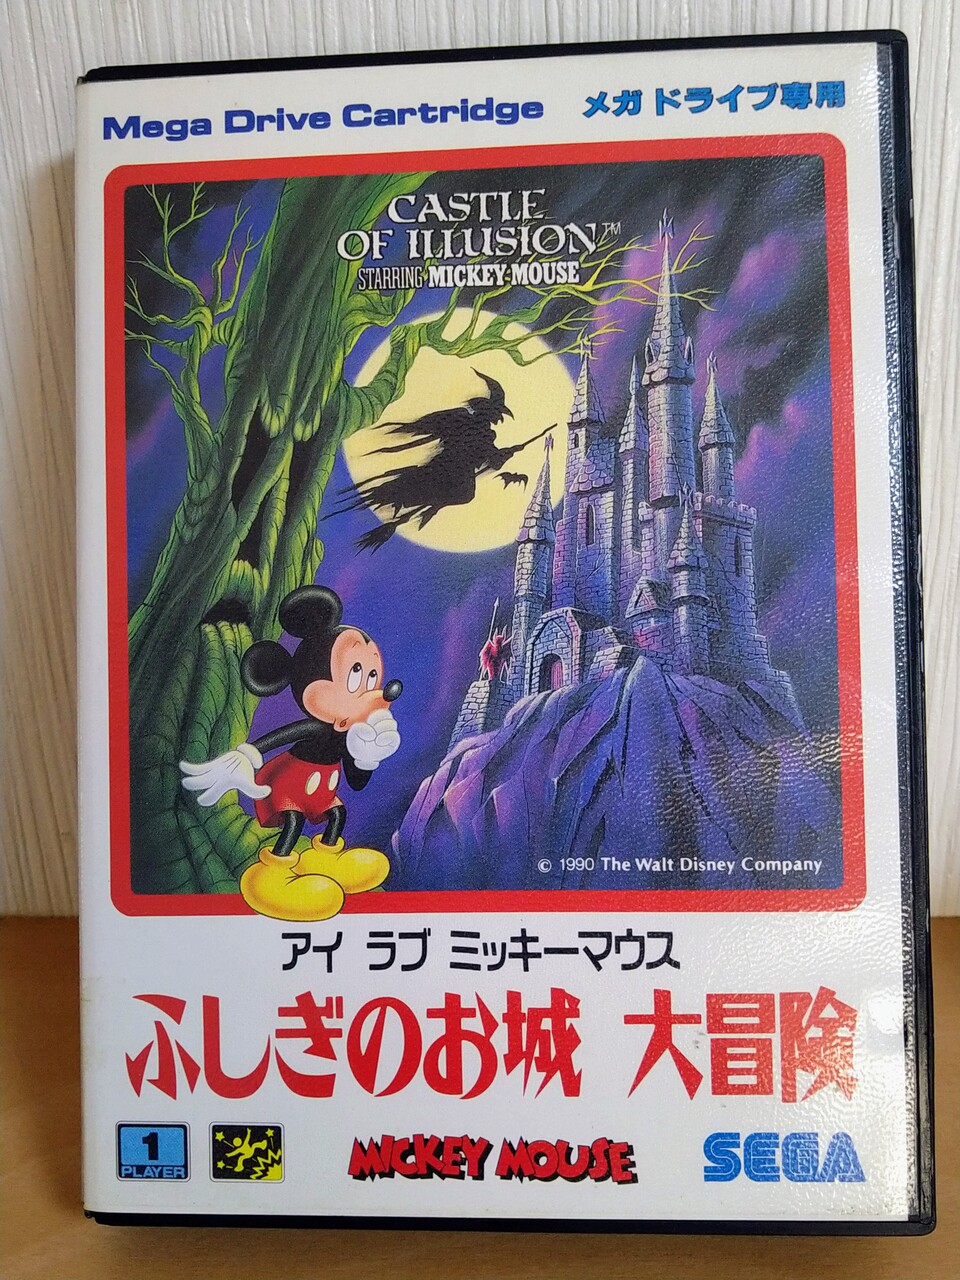 Mega Drive Cartridge メガドライブ専用
CASTLE
OF ILLUSION™
STARRING MICKEY MOUSE
© 1990 The Walt Disney Company
アイ ラブ ミッキーマウス
ふしぎのお城 大冒険
1
PLAYER
MICKEY MOUSE
SEGA